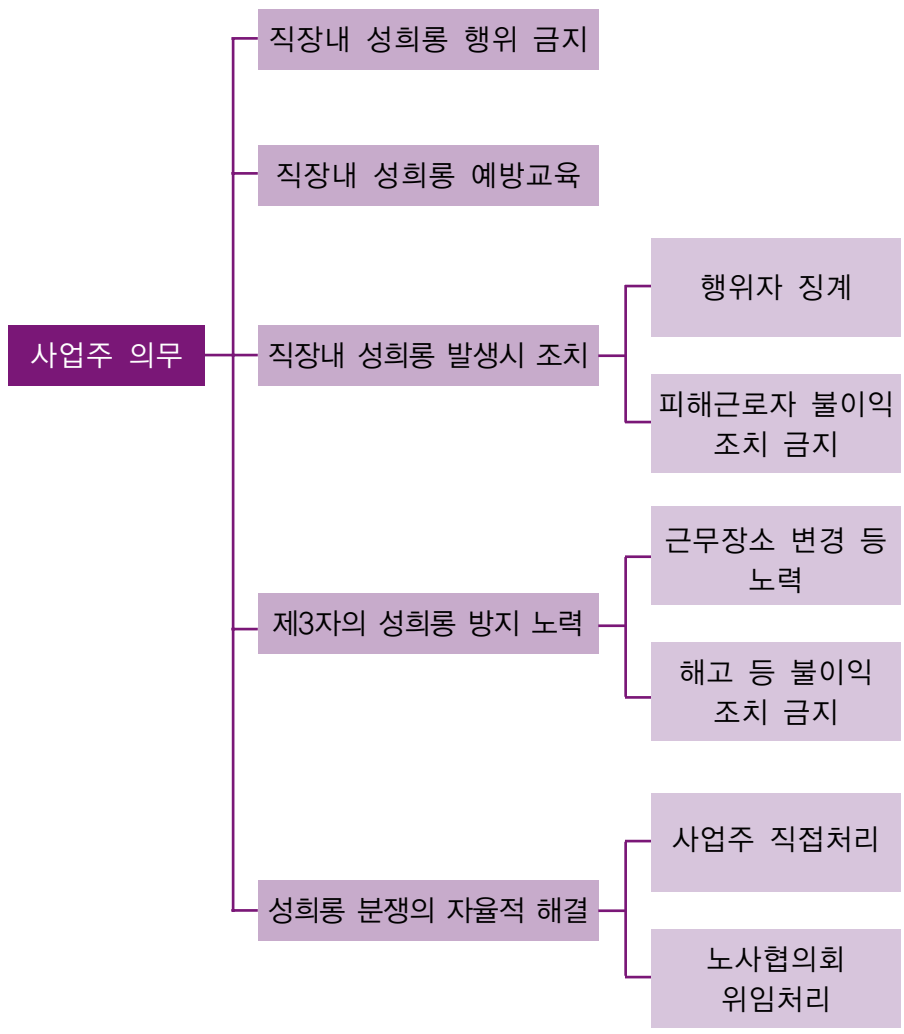 직장내 성희롱 행위 금지
직장내 성희롱 예방교육
행위자 징계
사업주 의무
직장내 성희롱 발생시 조치
피해근로자 불이익
조치 금지
근무장소 변경 등
노력
제3자의 성희롱 방지 노력
해고 등 불이익
조치 금지
사업주 직접처리
성희롱 분쟁의 자율적 해결
노사협의회
위임처리